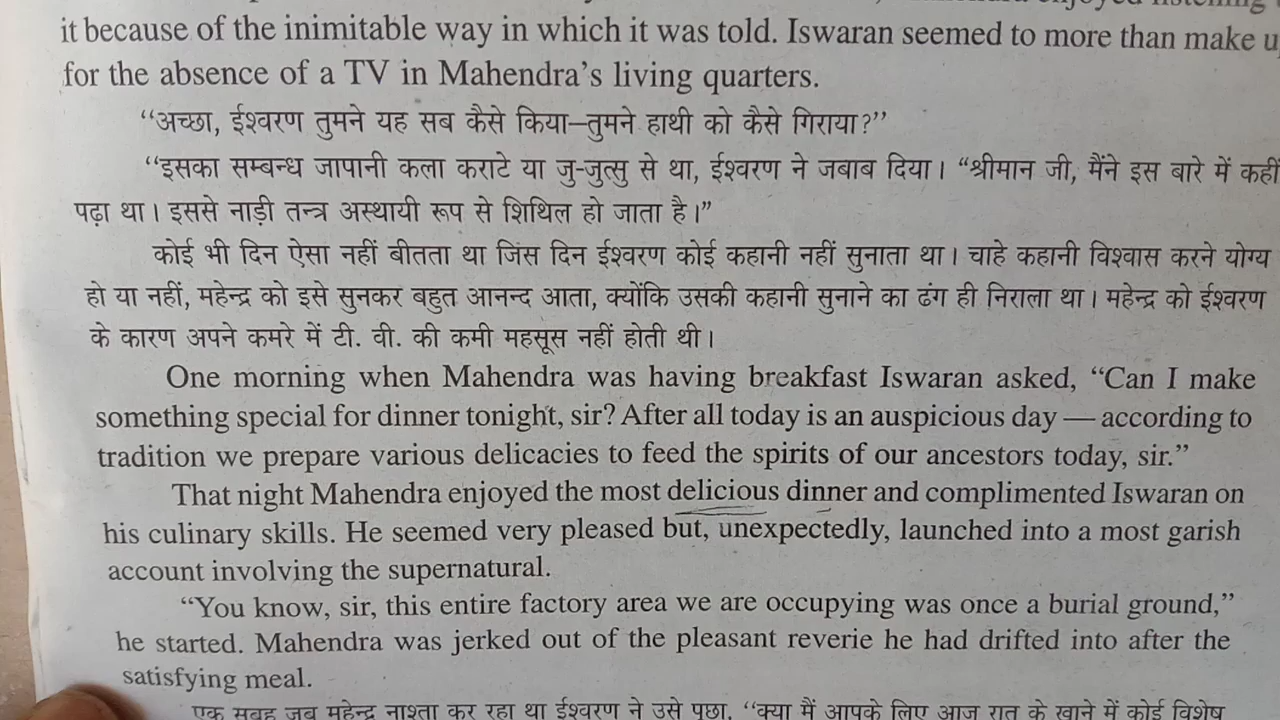 it because of the inimitable way in which it was told. Iswaran seemed to more than make u
for the absence of a TV in Mahendra’s living quarters.
“अच्छा, ईश्वरण तुमने यह सब कैसे किया—तुमने हाथी को कैसे गिराया?”
“इसका सम्बन्ध जापानी कला कराटे या जु-जुत्सु से था, ईश्वरण ने जबाब दिया। “श्रीमान जी, मैंने इस बारे में कहीं
पढ़ा था। इससे नाड़ी तन्त्र अस्थायी रूप से शिथिल हो जाता है।”
कोई भी दिन ऐसा नहीं बीतता था जिंस दिन ईश्वरण कोई कहानी नहीं सुनाता था। चाहे कहानी विश्वास करने योग्य
हो या नहीं, महेन्द्र को इसे सुनकर बहुत आनन्द आता, क्योंकि उसकी कहानी सुनाने का ढंग ही निराला था। महेन्द्र को ईश्वरण
के कारण अपने कमरे में टी. वी. की कमी महसूस नहीं होती थी।
One morning when Mahendra was having breakfast Iswaran asked, “Can I make
something special for dinner tonight, sir? After all today is an auspicious day — according to
tradition we prepare various delicacies to feed the spirits of our ancestors today, sir.”
That night Mahendra enjoyed the most delicious dinner and complimented Iswaran on
his culinary skills. He seemed very pleased but, unexpectedly, launched into a most garish
account involving the supernatural.
“You know, sir, this entire factory area we are occupying was once a burial ground,”
he started. Mahendra was jerked out of the pleasant reverie he had drifted into after the
satisfying meal.
एक सुबह जब महेन्द्र नाश्ता कर रहा था ईश्वरण ने उसे पूछा, “क्या मैं आपके लिए आज रात के खाने में कोई विशेष